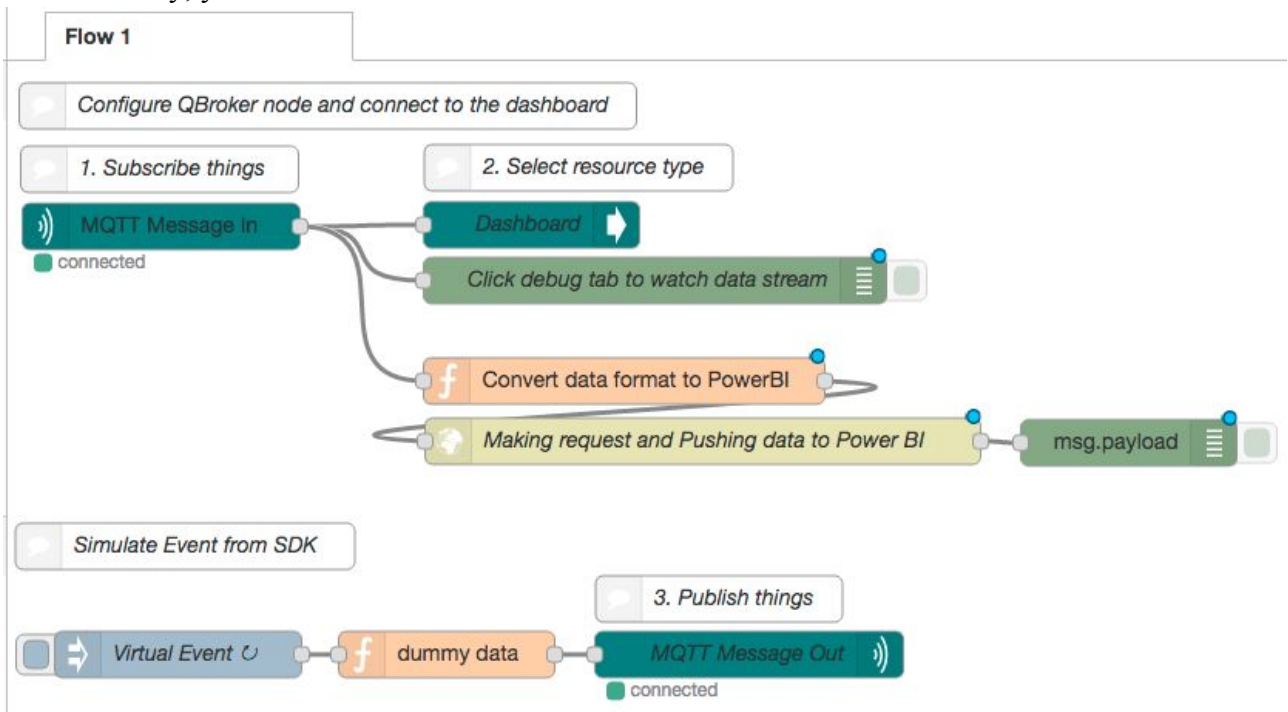 Flow 1
Configure QBroker node and connect to the dashboard
1. Subscribe things
2. Select resource type
MQTT Message In
Dashboard
connected
Click debug tab to watch data stream
Convert data format to PowerBI
Making request and Pushing data to Power BI
msg.payload
Simulate Event from SDK
3. Publish things
Virtual Event ↻
dummy data
MQTT Message Out
connected